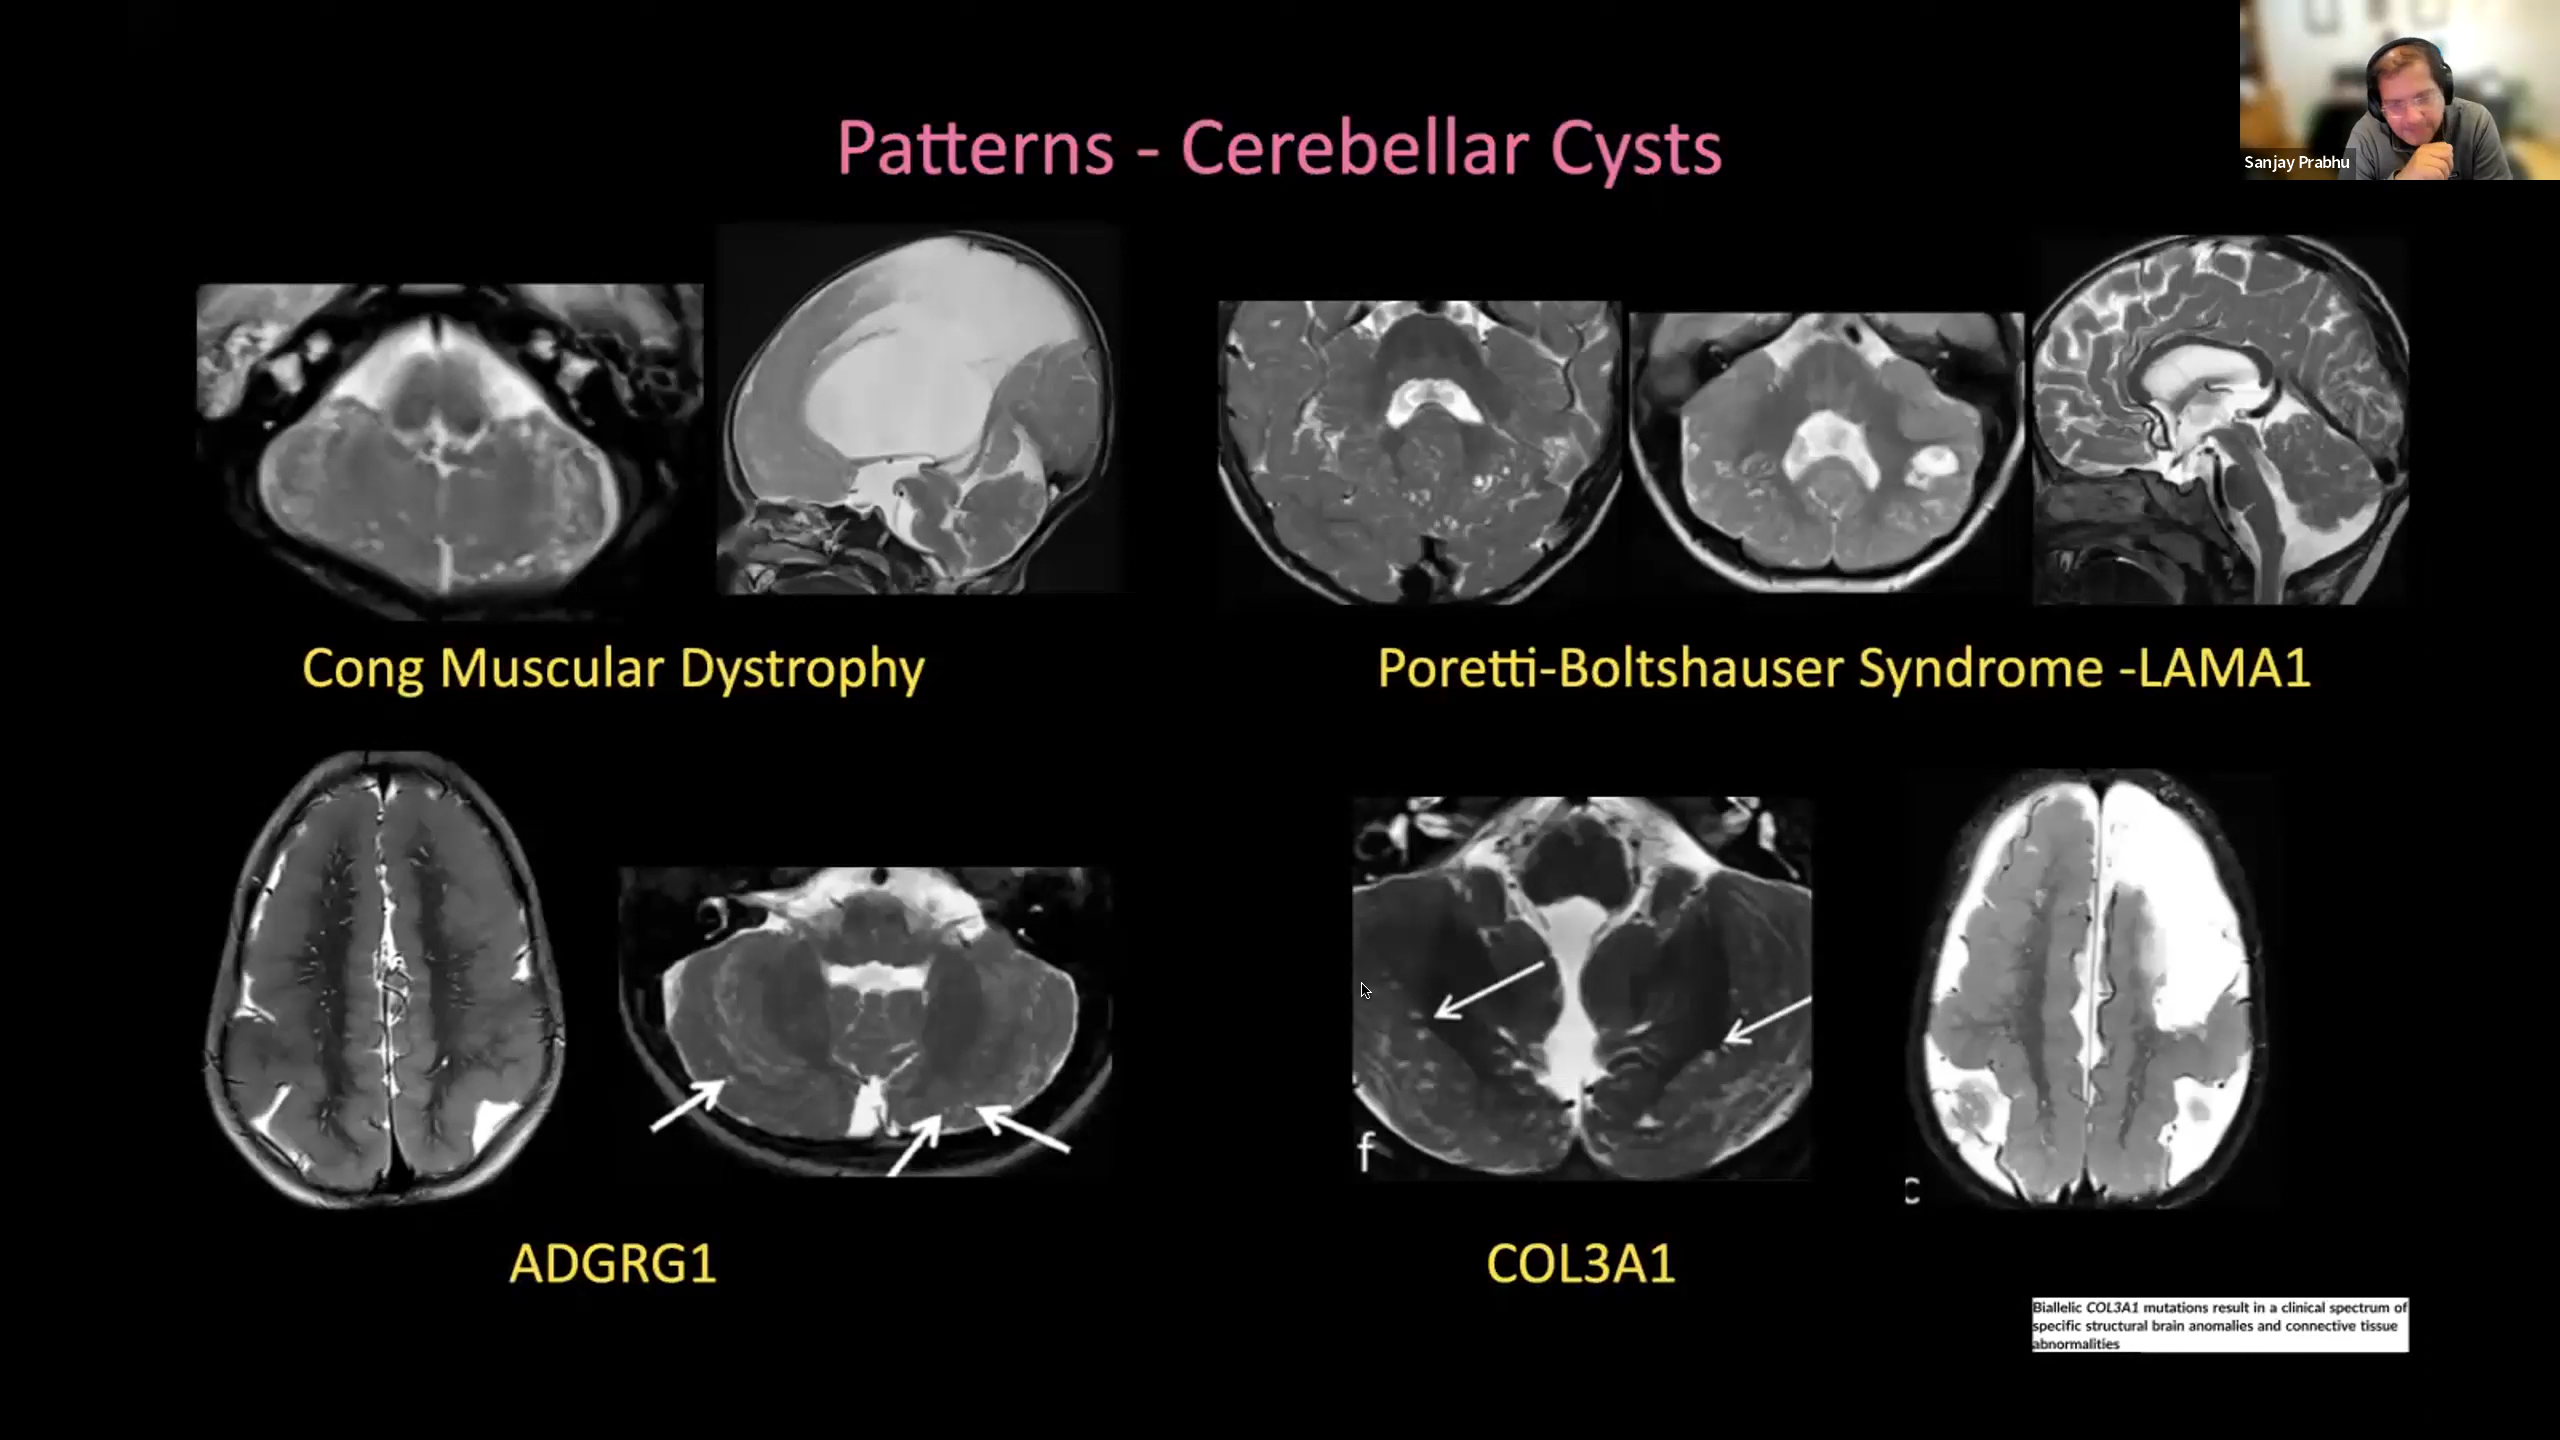 Patterns - Cerebellar Cysts
Sanjay Prabhu
Cong Muscular Dystrophy
Poretti-Boltshauser Syndrome -LAMA1
f
c
ADGRG1
COL3A1
Biallelic COL3A1 mutations result in a clinical spectrum of
specific structural brain anomalies and connective tissue
abnormalities